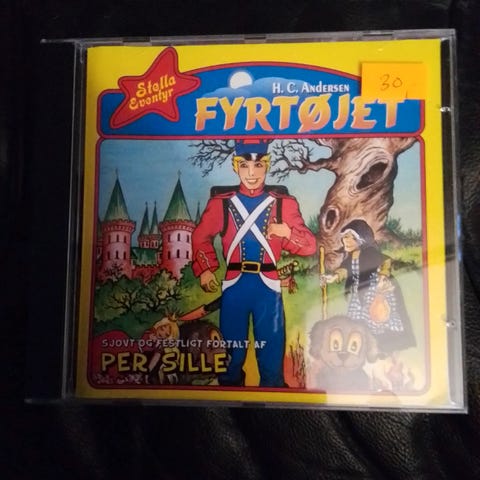 Stella
Eventyr
H. C. Andersen
30,
FYRTØJET
SJOVT OG FESTLIGT FORTALT AF
PER SILLE